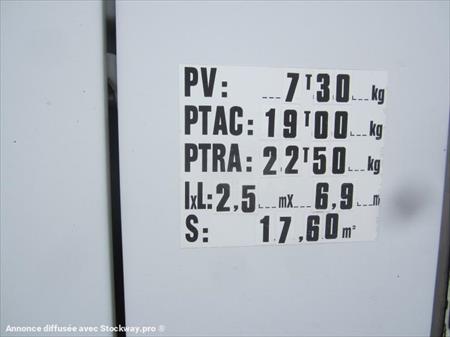 PV: 7T30 kg
PTAC: 19T00 kg
PTRA: 22T50 kg
lxL: 2,5 mx 6,9 m
S: 17,60 m²
Annonce diffusée avec Stockway.pro ®